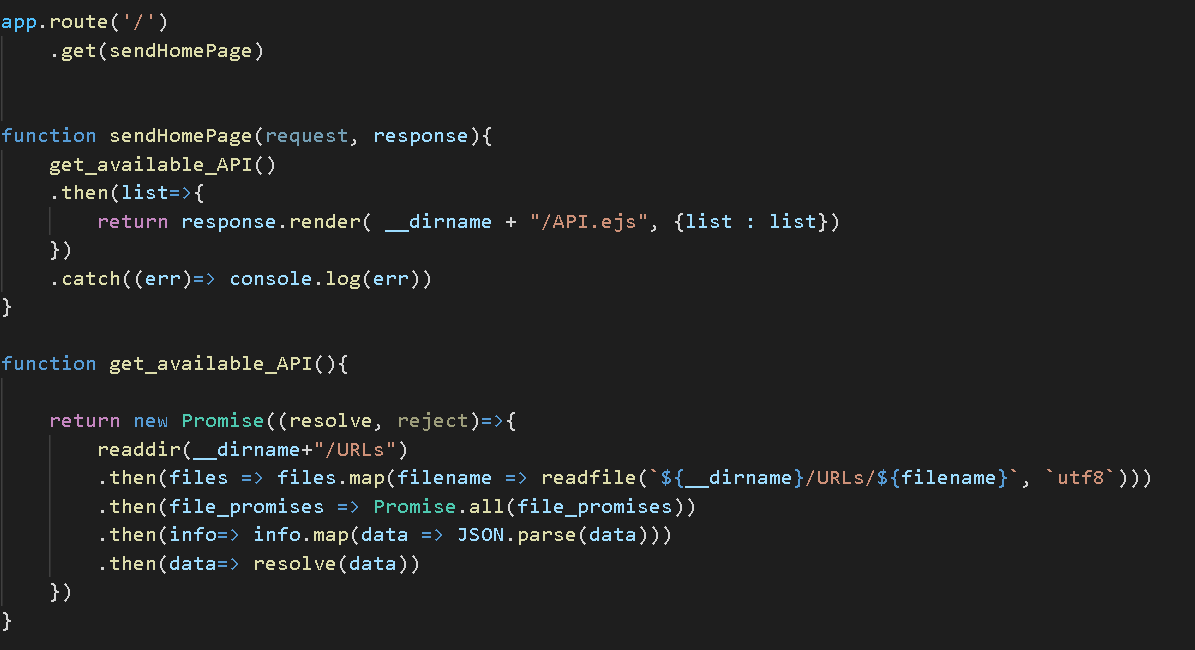 app.route('/')
    .get(sendHomePage)
function sendHomePage(request, response){
    get_available_API()
    .then(list=>{
        return response.render( __dirname + "/API.ejs", {list : list})
    })
    .catch((err)=> console.log(err))
}
function get_available_API(){
    return new Promise((resolve, reject)=>{
        readdir(__dirname+"/URLs")
        .then(files => files.map(filename => readfile(`${__dirname}/URLs/${filename}`, `utf8`)))
        .then(file_promises => Promise.all(file_promises))
        .then(info=> info.map(data => JSON.parse(data)))
        .then(data=> resolve(data))
    })
}